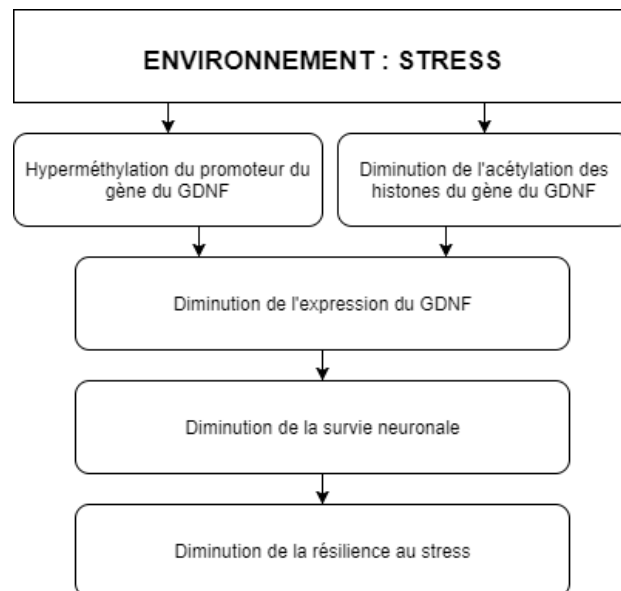 ENVIRONNEMENT : STRESS
Hyperméthylation du promoteur du
gène du GDNF
Diminution de l'acétylation des
histones du gène du GDNF
Diminution de l'expression du GDNF
Diminution de la survie neuronale
Diminution de la résilience au stress